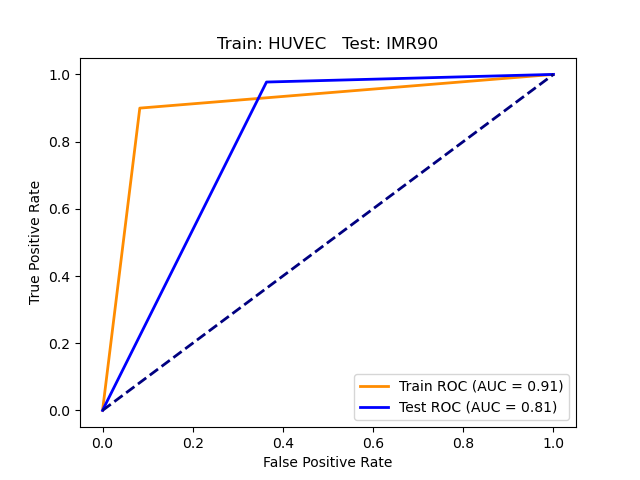 Train: HUVEC   Test: IMR90
1.0
0.8
0.6
0.4
0.2
0.0
True Positive Rate
Train ROC (AUC = 0.91)
Test ROC (AUC = 0.81)
0.0 0.2 0.4 0.6 0.8 1.0
False Positive Rate